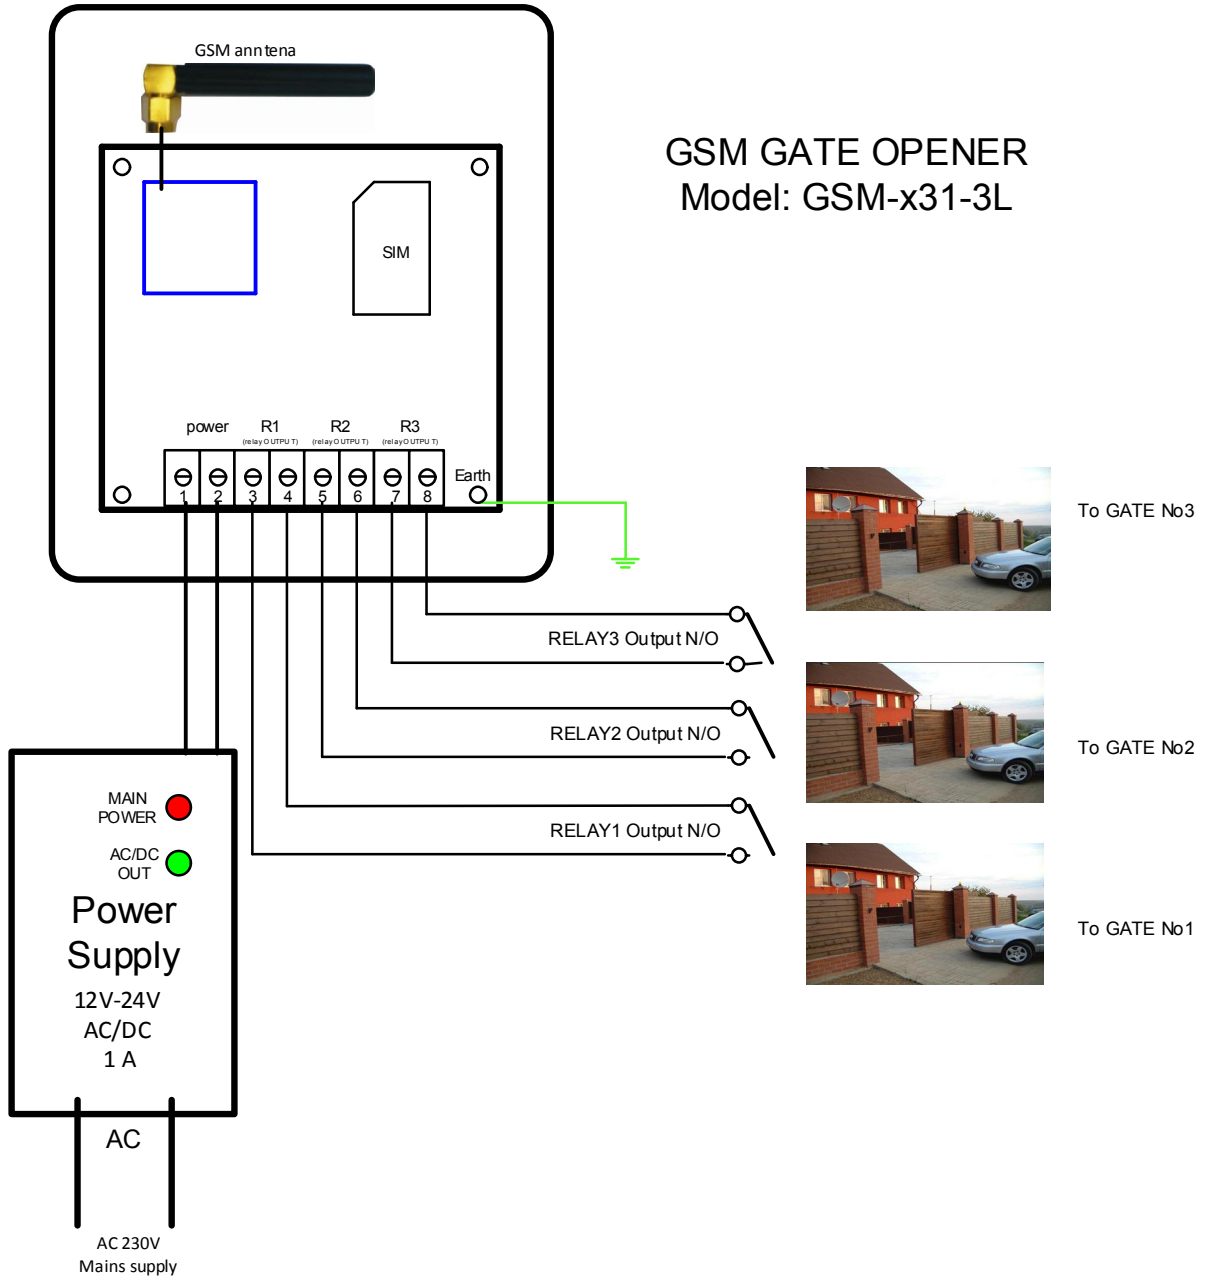 GSM anntena
GSM GATE OPENER
Model: GSM-x31-3L
SIM
power R1 R2 R3
(relay OUTPUT) (relay OUTPUT) (relay OUTPUT)
Earth
1 2 3 4 5 6 7 8
To GATE No3
RELAY3 Output N/O
RELAY2 Output N/O
To GATE No2
RELAY1 Output N/O
To GATE No1
MAIN
POWER
AC/DC
OUT
Power
Supply
12V-24V
AC/DC
1 A
AC
AC 230V
Mains supply